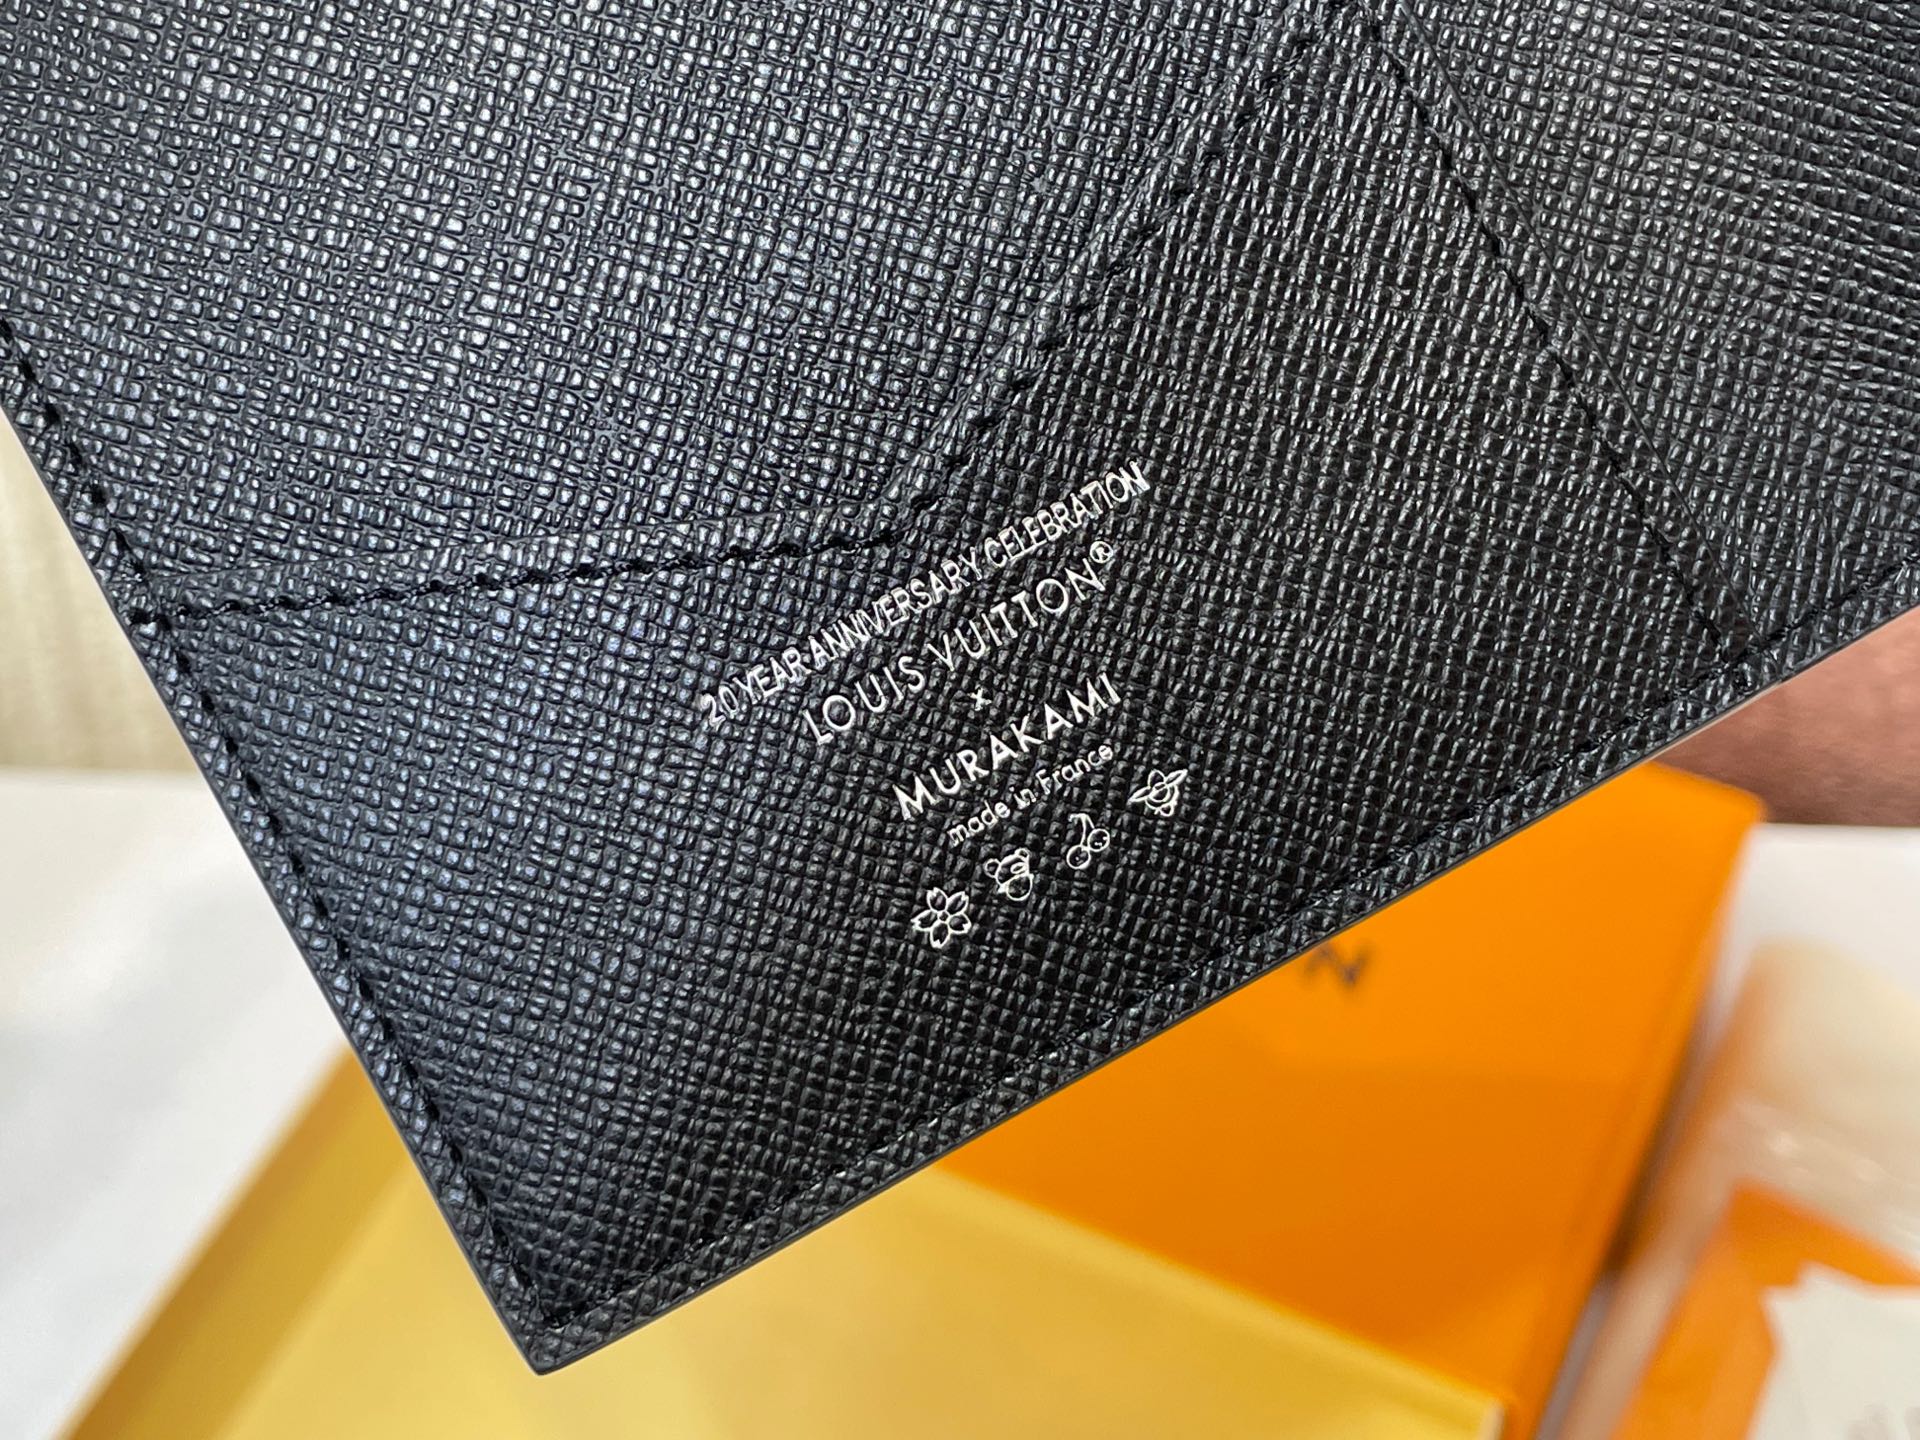 20 YEAR ANNIVERSARY CELEBRATION
LOUIS VUITTON®
x
MURAKAMI
made in France
N